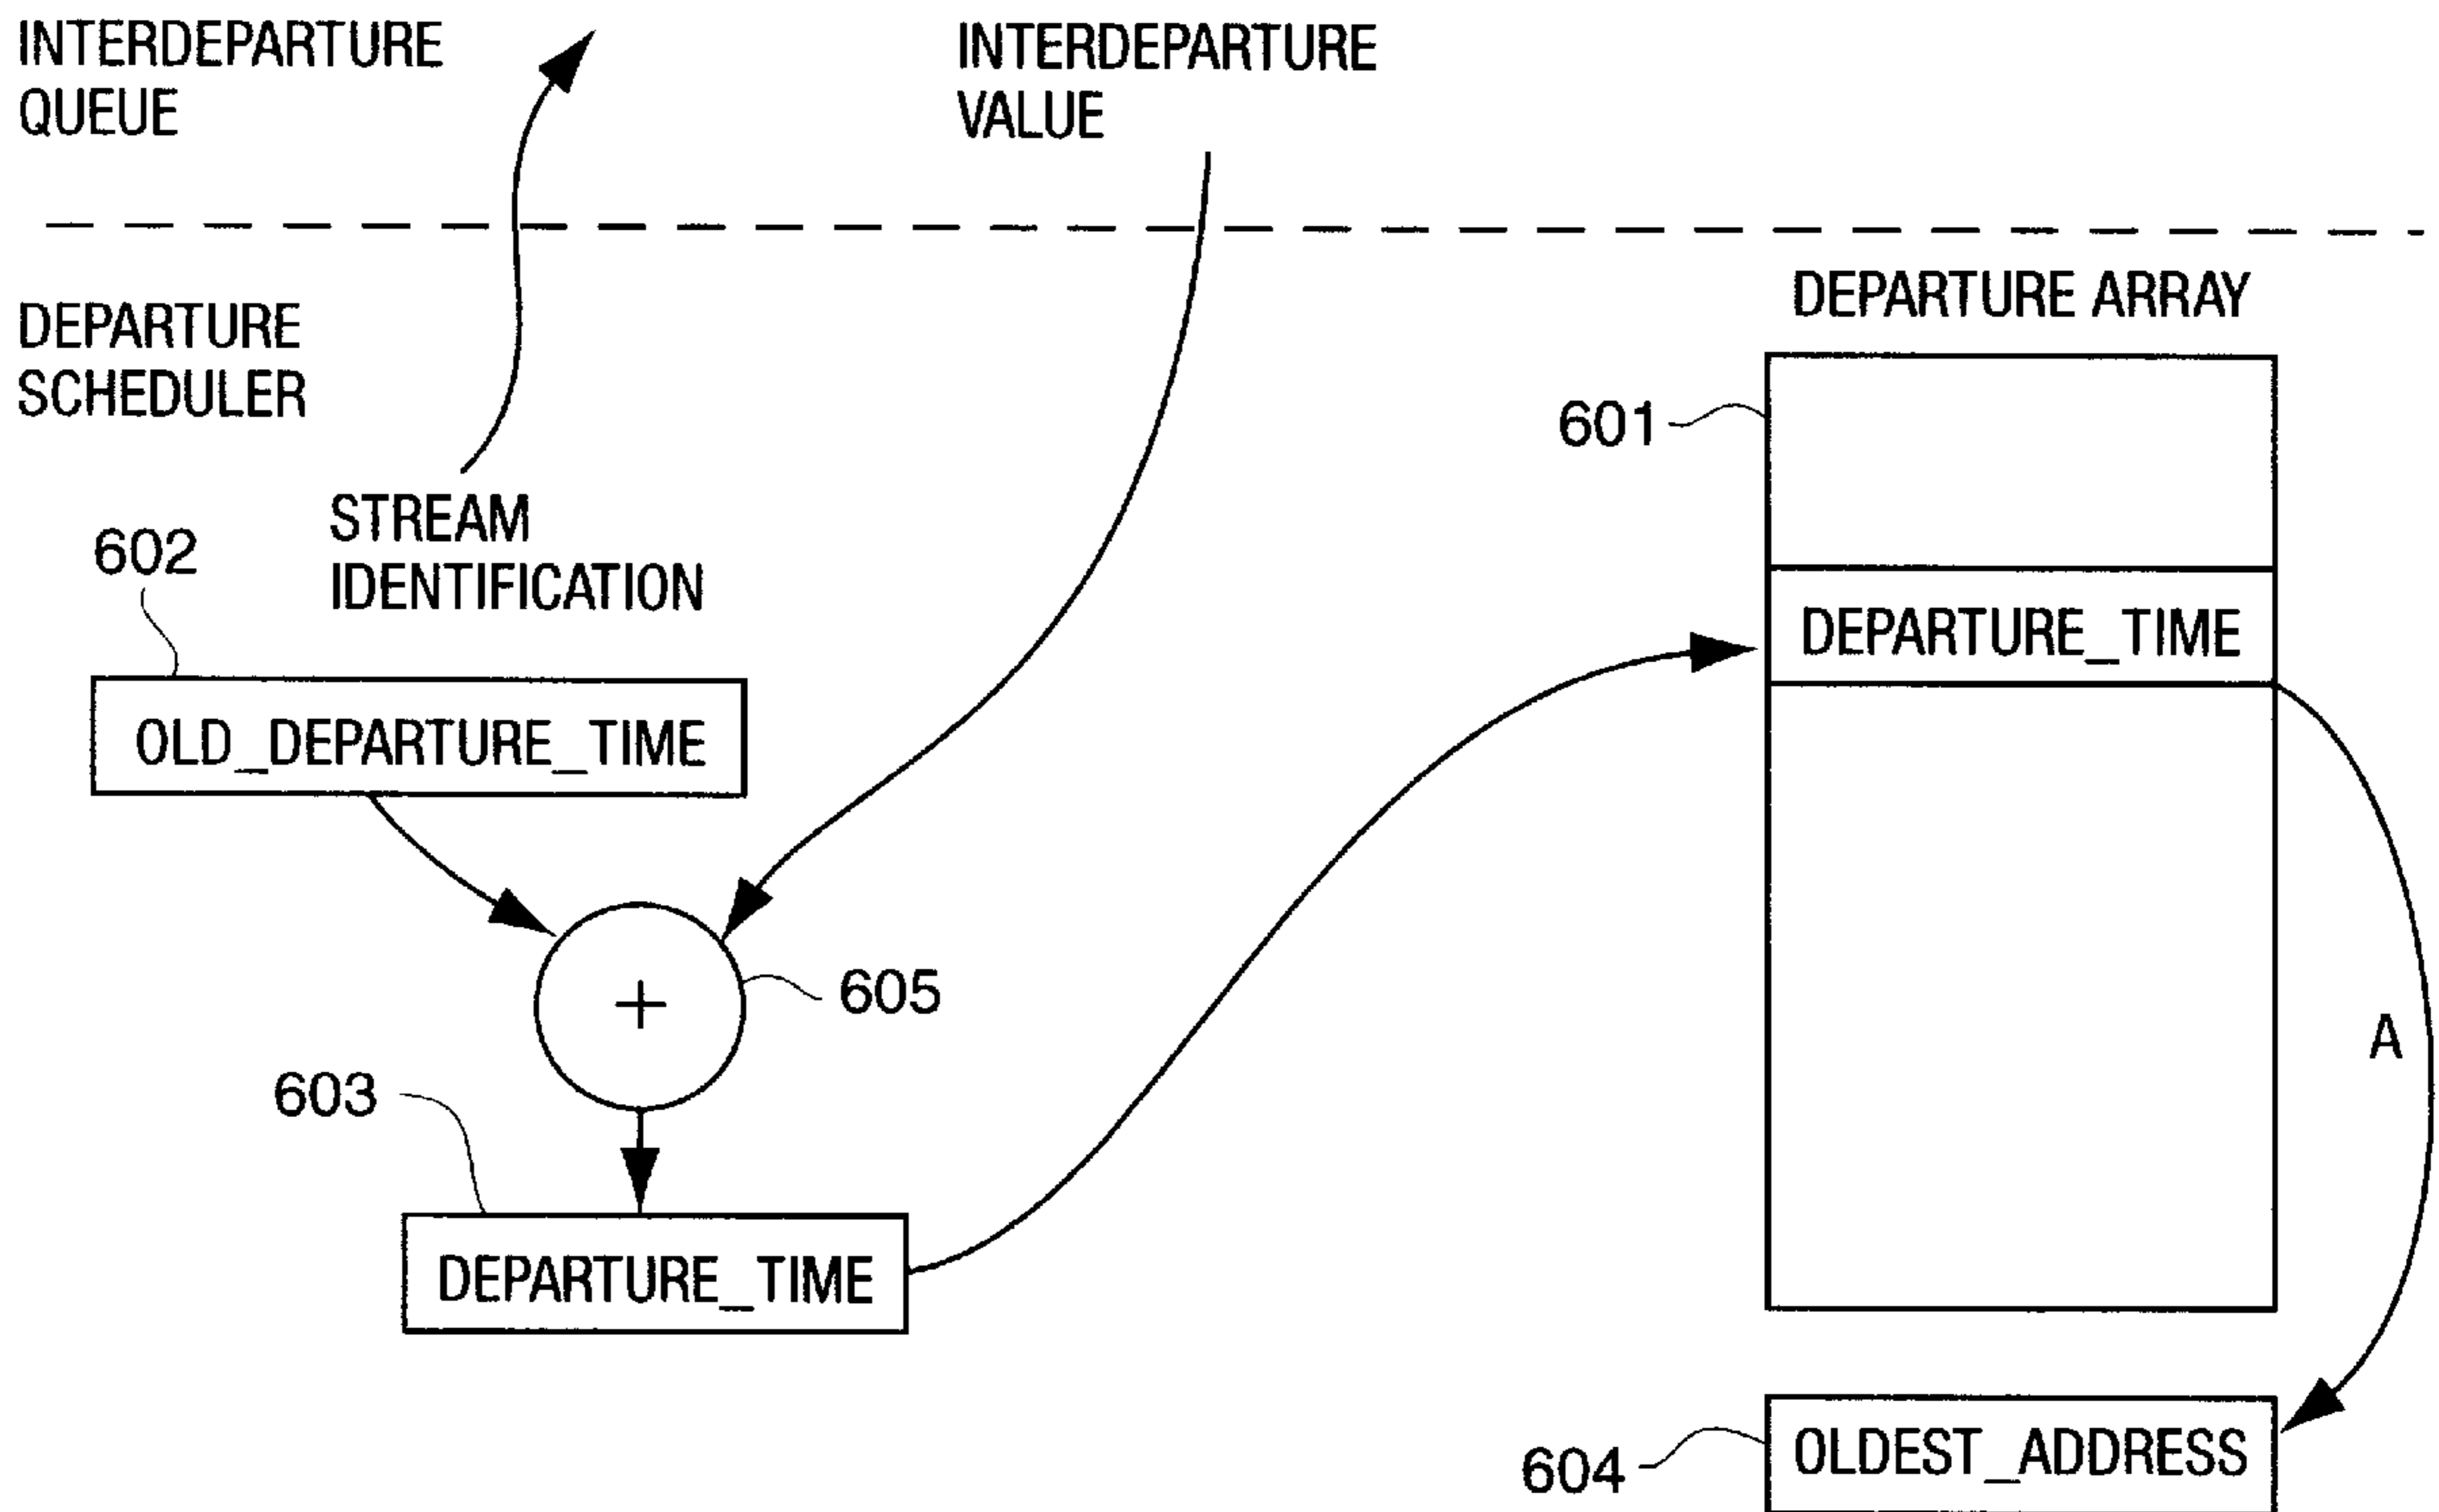 INTERDEPARTURE
QUEUE
INTERDEPARTURE
VALUE
DEPARTURE
SCHEDULER
DEPARTURE ARRAY
601
STREAM
IDENTIFICATION
602
DEPARTURE_TIME
OLD_DEPARTURE_TIME
+
605
A
603
DEPARTURE_TIME
604
OLDEST_ADDRESS